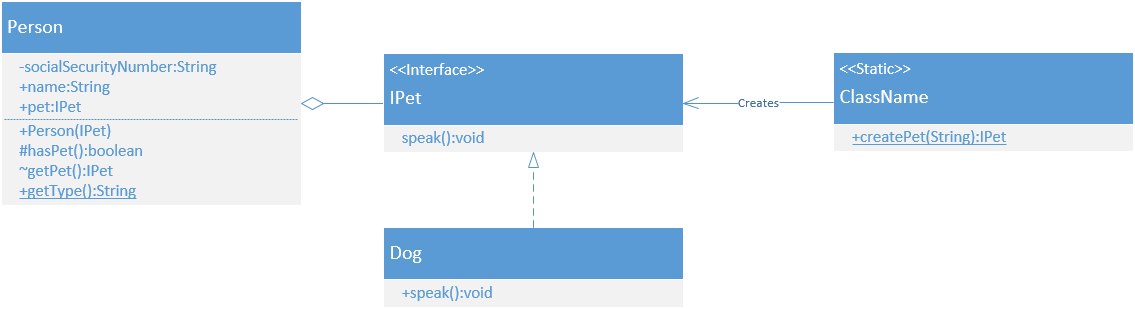 Person
-socialSecurityNumber:String
+name:String
+pet:IPet
+Person(IPet)
#hasPet():boolean
~getPet():IPet
+getType():String
<<Interface>>
IPet
speak():void
Creates
<<Static>>
ClassName
+createPet(String):IPet
Dog
+speak():void